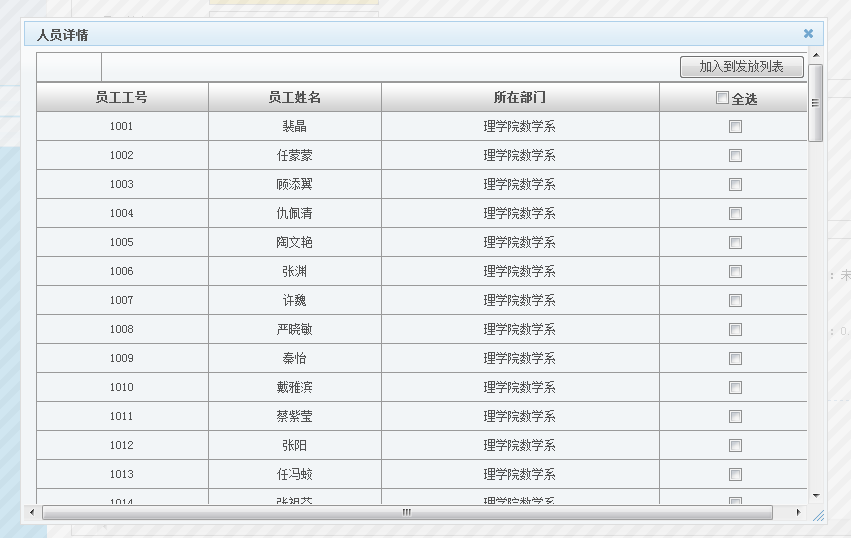 人员详情
加入到发放列表
员工工号 员工姓名 所在部门 全选
1001 裴晶 理学院数学系
1002 任蒙蒙 理学院数学系
1003 顾添翼 理学院数学系
1004 仇佩清 理学院数学系
1005 陶文艳 理学院数学系
1006 张渊 理学院数学系
1007 许魏 理学院数学系
1008 严晓敏 理学院数学系
1009 秦怡 理学院数学系
1010 戴雅滨 理学院数学系
1011 蔡紫莹 理学院数学系
1012 张阳 理学院数学系
1013 任冯 理学院数学系
1014 理学院数学系
: 未
: 0.